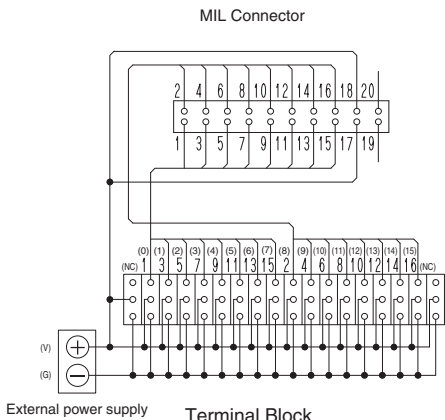 MIL Connector
2 4 6 8 10 12 14 16 18 20
1 3 5 7 9 11 13 15 17 19
(0) (1) (2) (3) (4) (5) (6) (7) (8) (9) (10) (11) (12) (13) (14) (15)
(NC) 1 3 5 7 9 11 13 15 2 4 6 8 10 12 14 16 (NC)
(V) +
(G) −
External power supply
Terminal Block